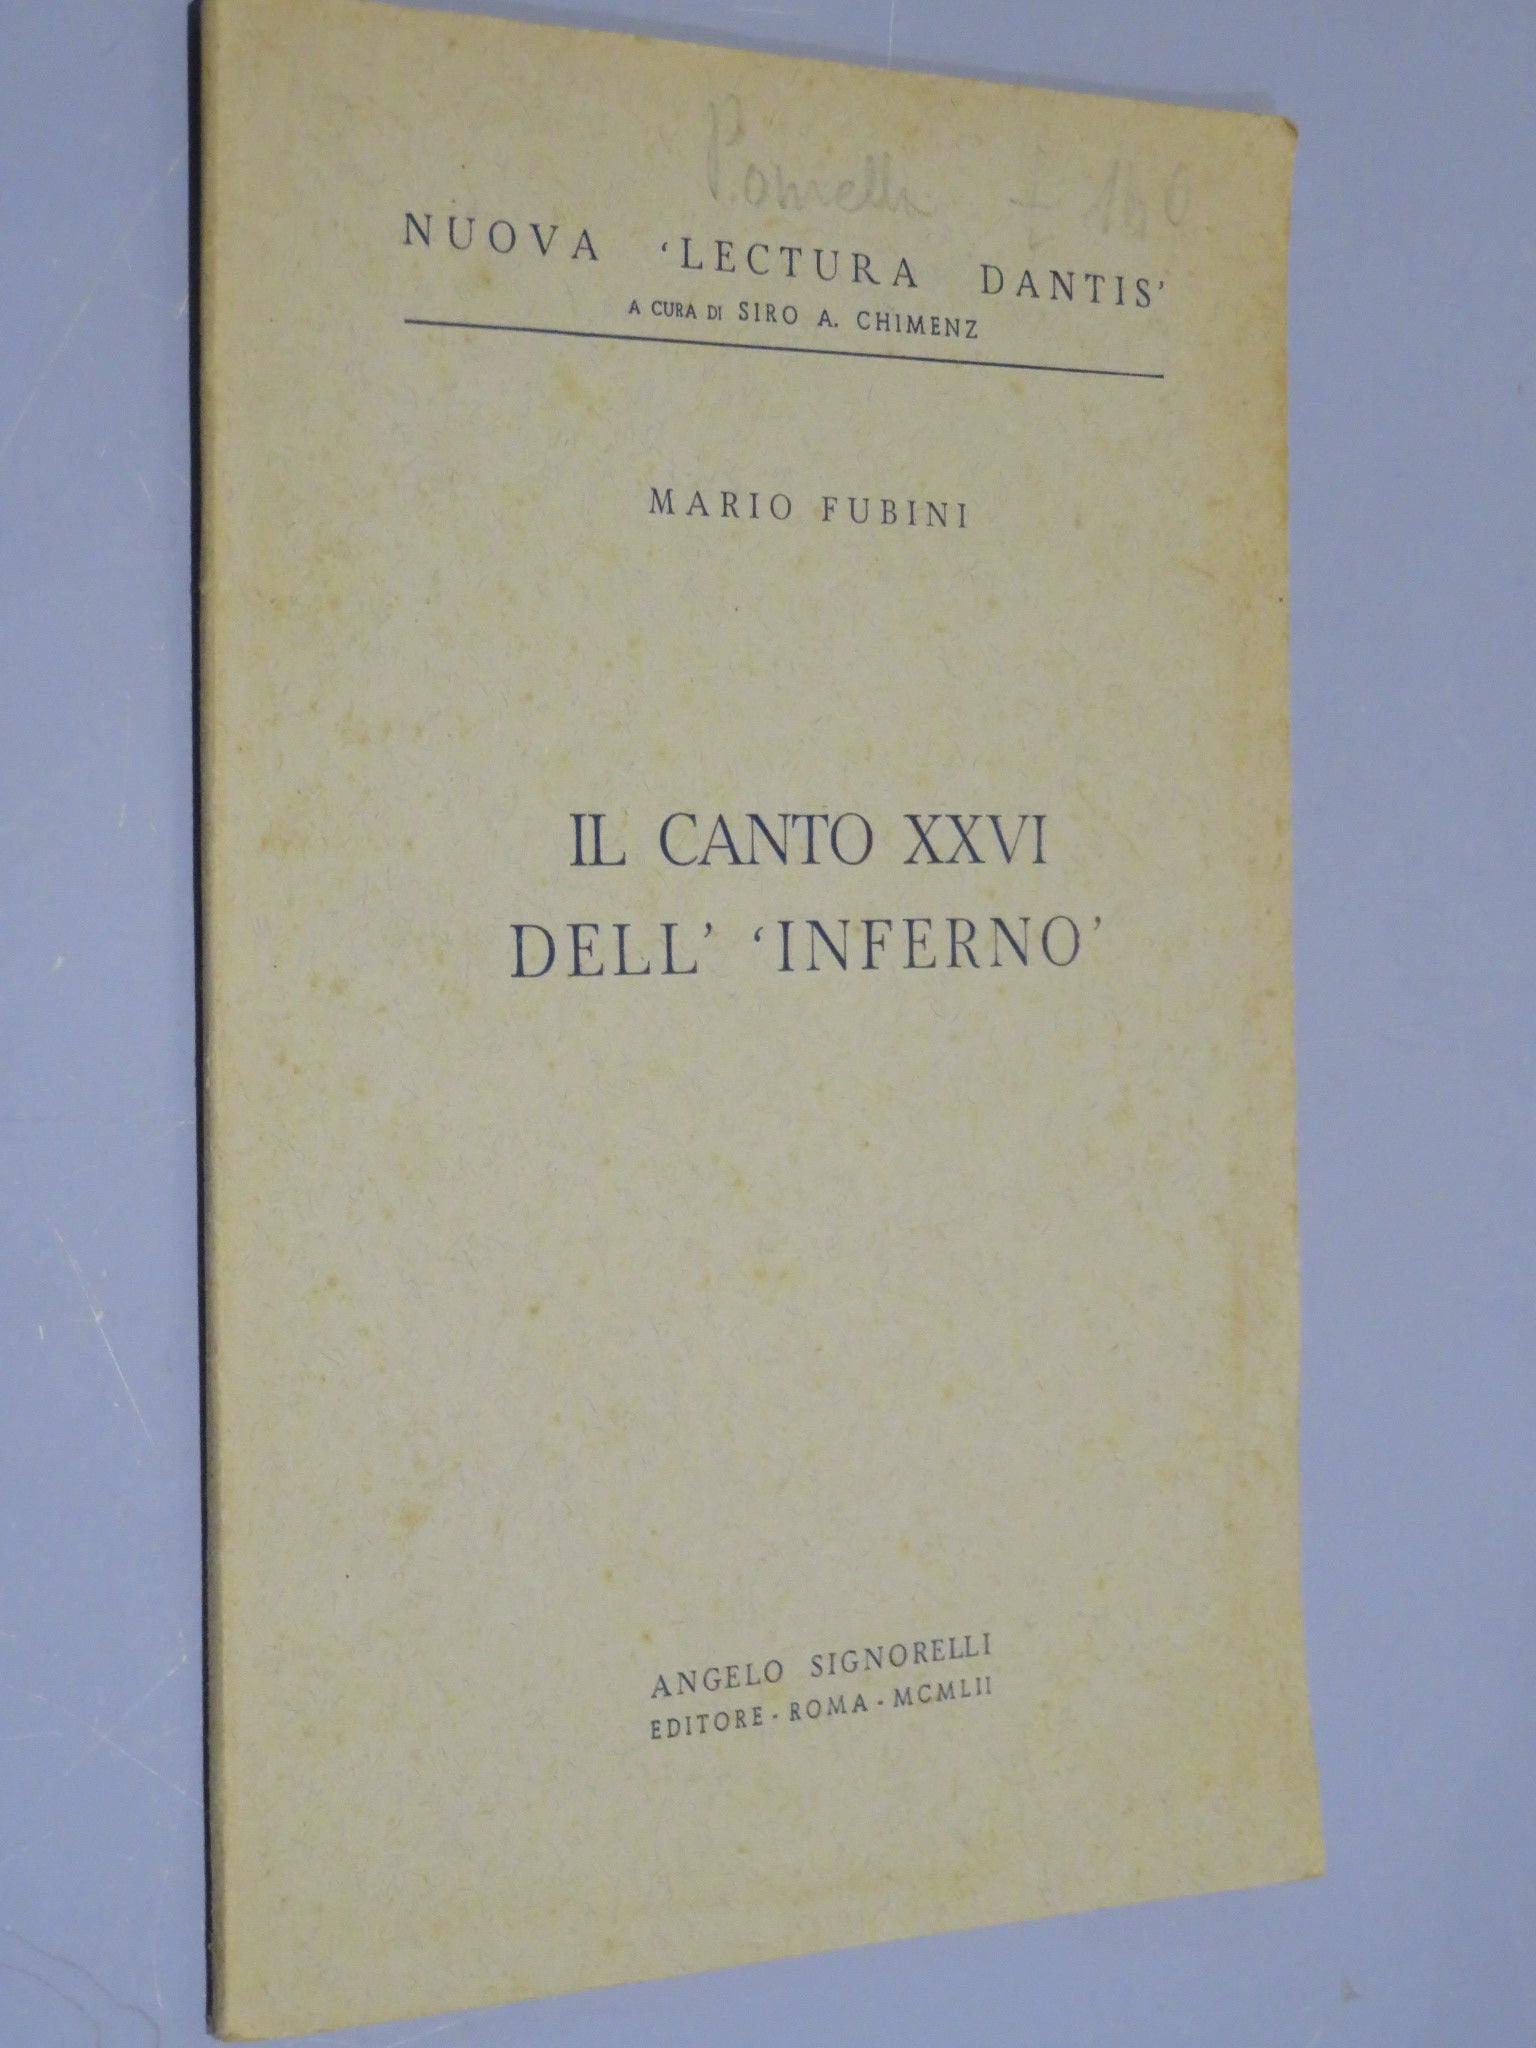 NUOVA 'LECTURA DANTIS'
A CURA DI SIRO A. CHIMENZ
MARIO FUBINI
IL CANTO XXVI
DELL' 'INFERNO'
ANGELO SIGNORELLI
EDITORE - ROMA - MCMLII